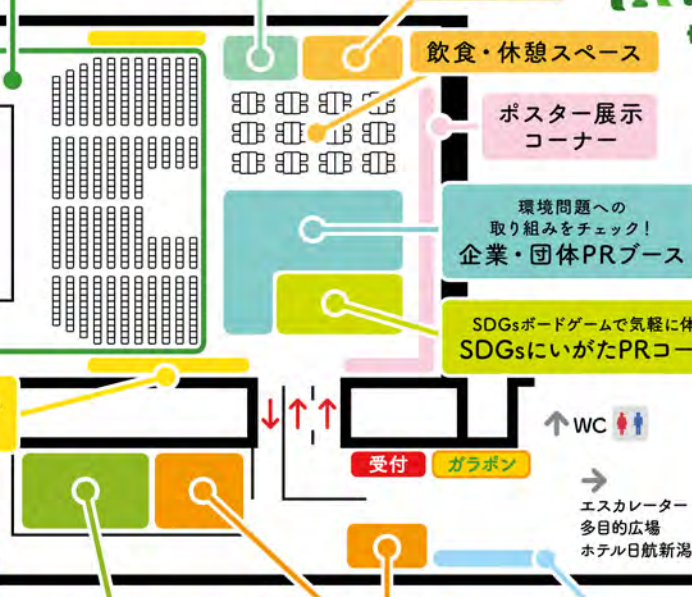 飲食・休憩スペース
ポスター展示
コーナー
環境問題への
取り組みをチェック！
企業・団体PRブース
SDGsボードゲームで気軽に体
SDGsにいがたPRコー
WC
受付
ガラポン
エスカレーター
多目的広場
ホテル日航新潟